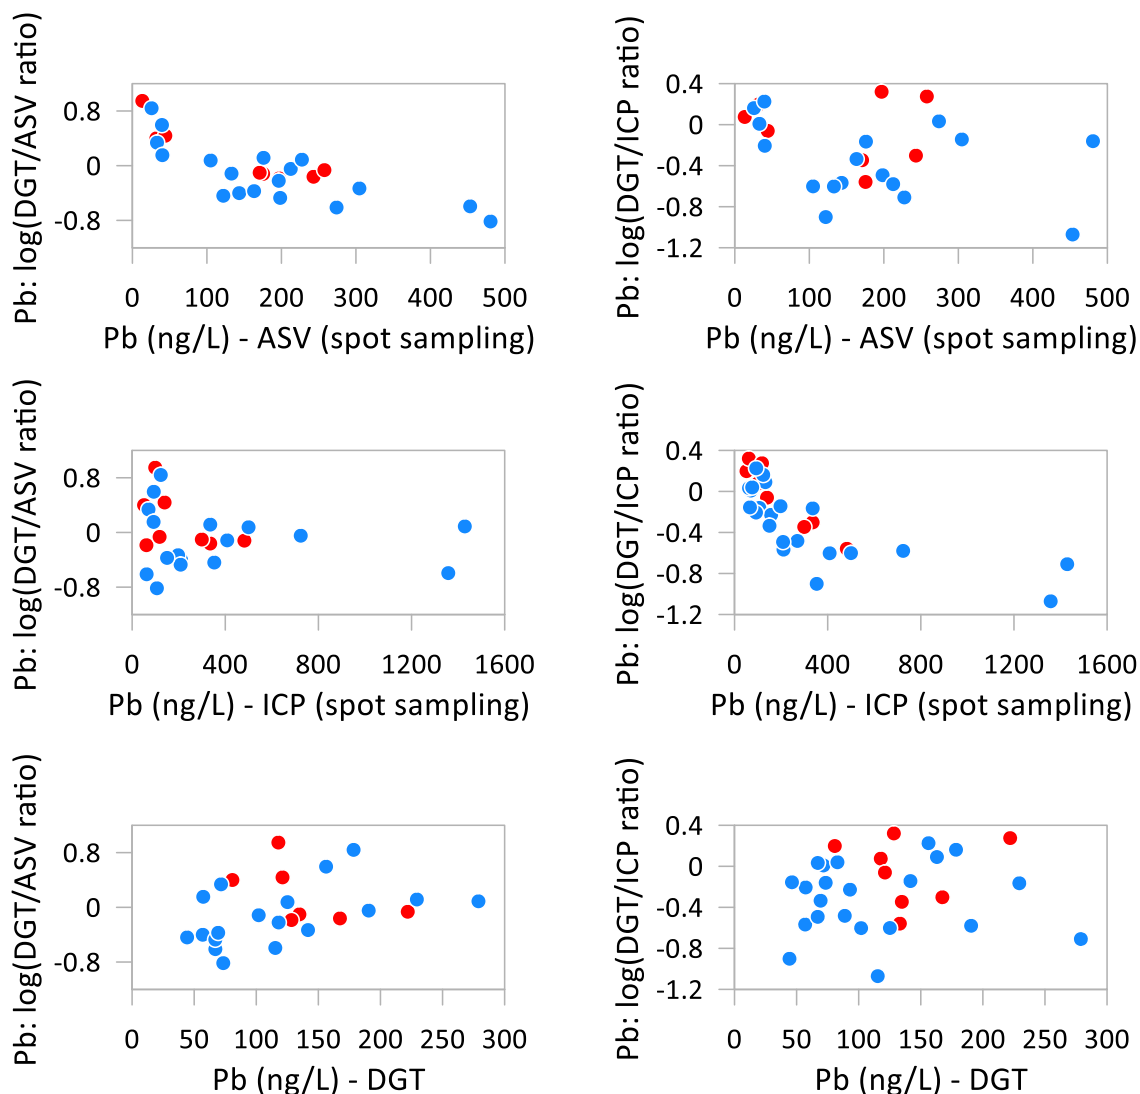 Pb: log(DGT/ASV ratio)
0.8
0
-0.8
0 100 200 300 400 500
Pb (ng/L) - ASV (spot sampling)
Pb: log(DGT/ICP ratio)
0.4
0
-0.4
-0.8
-1.2
0 100 200 300 400 500
Pb (ng/L) - ASV (spot sampling)
Pb: log(DGT/ASV ratio)
0.8
0
-0.8
0 400 800 1200 1600
Pb (ng/L) - ICP (spot sampling)
Pb: log(DGT/ICP ratio)
0.4
0
-0.4
-0.8
-1.2
0 400 800 1200 1600
Pb (ng/L) - ICP (spot sampling)
Pb: log(DGT/ASV ratio)
0.8
0
-0.8
0 50 100 150 200 250 300
Pb (ng/L) - DGT
Pb: log(DGT/ICP ratio)
0.4
0
-0.4
-0.8
-1.2
0 50 100 150 200 250 300
Pb (ng/L) - DGT